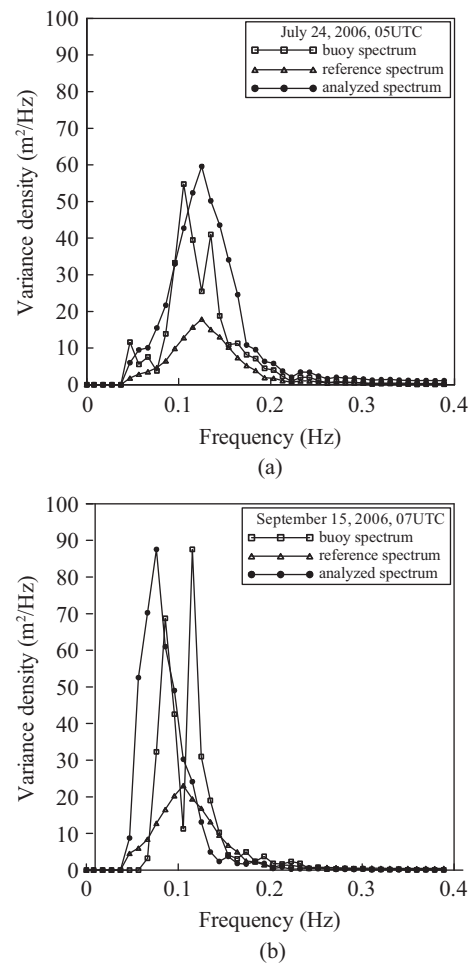 100
90
80
70
60
50
40
30
20
10
0
Variance density (m²/Hz)
July 24, 2006, 05UTC
buoy spectrum
reference spectrum
analyzed spectrum
0 0.1 0.2 0.3 0.4
Frequency (Hz)
(a)
100
90
80
70
60
50
40
30
20
10
0
Variance density (m²/Hz)
September 15, 2006, 07UTC
buoy spectrum
reference spectrum
analyzed spectrum
0 0.1 0.2 0.3 0.4
Frequency (Hz)
(b)